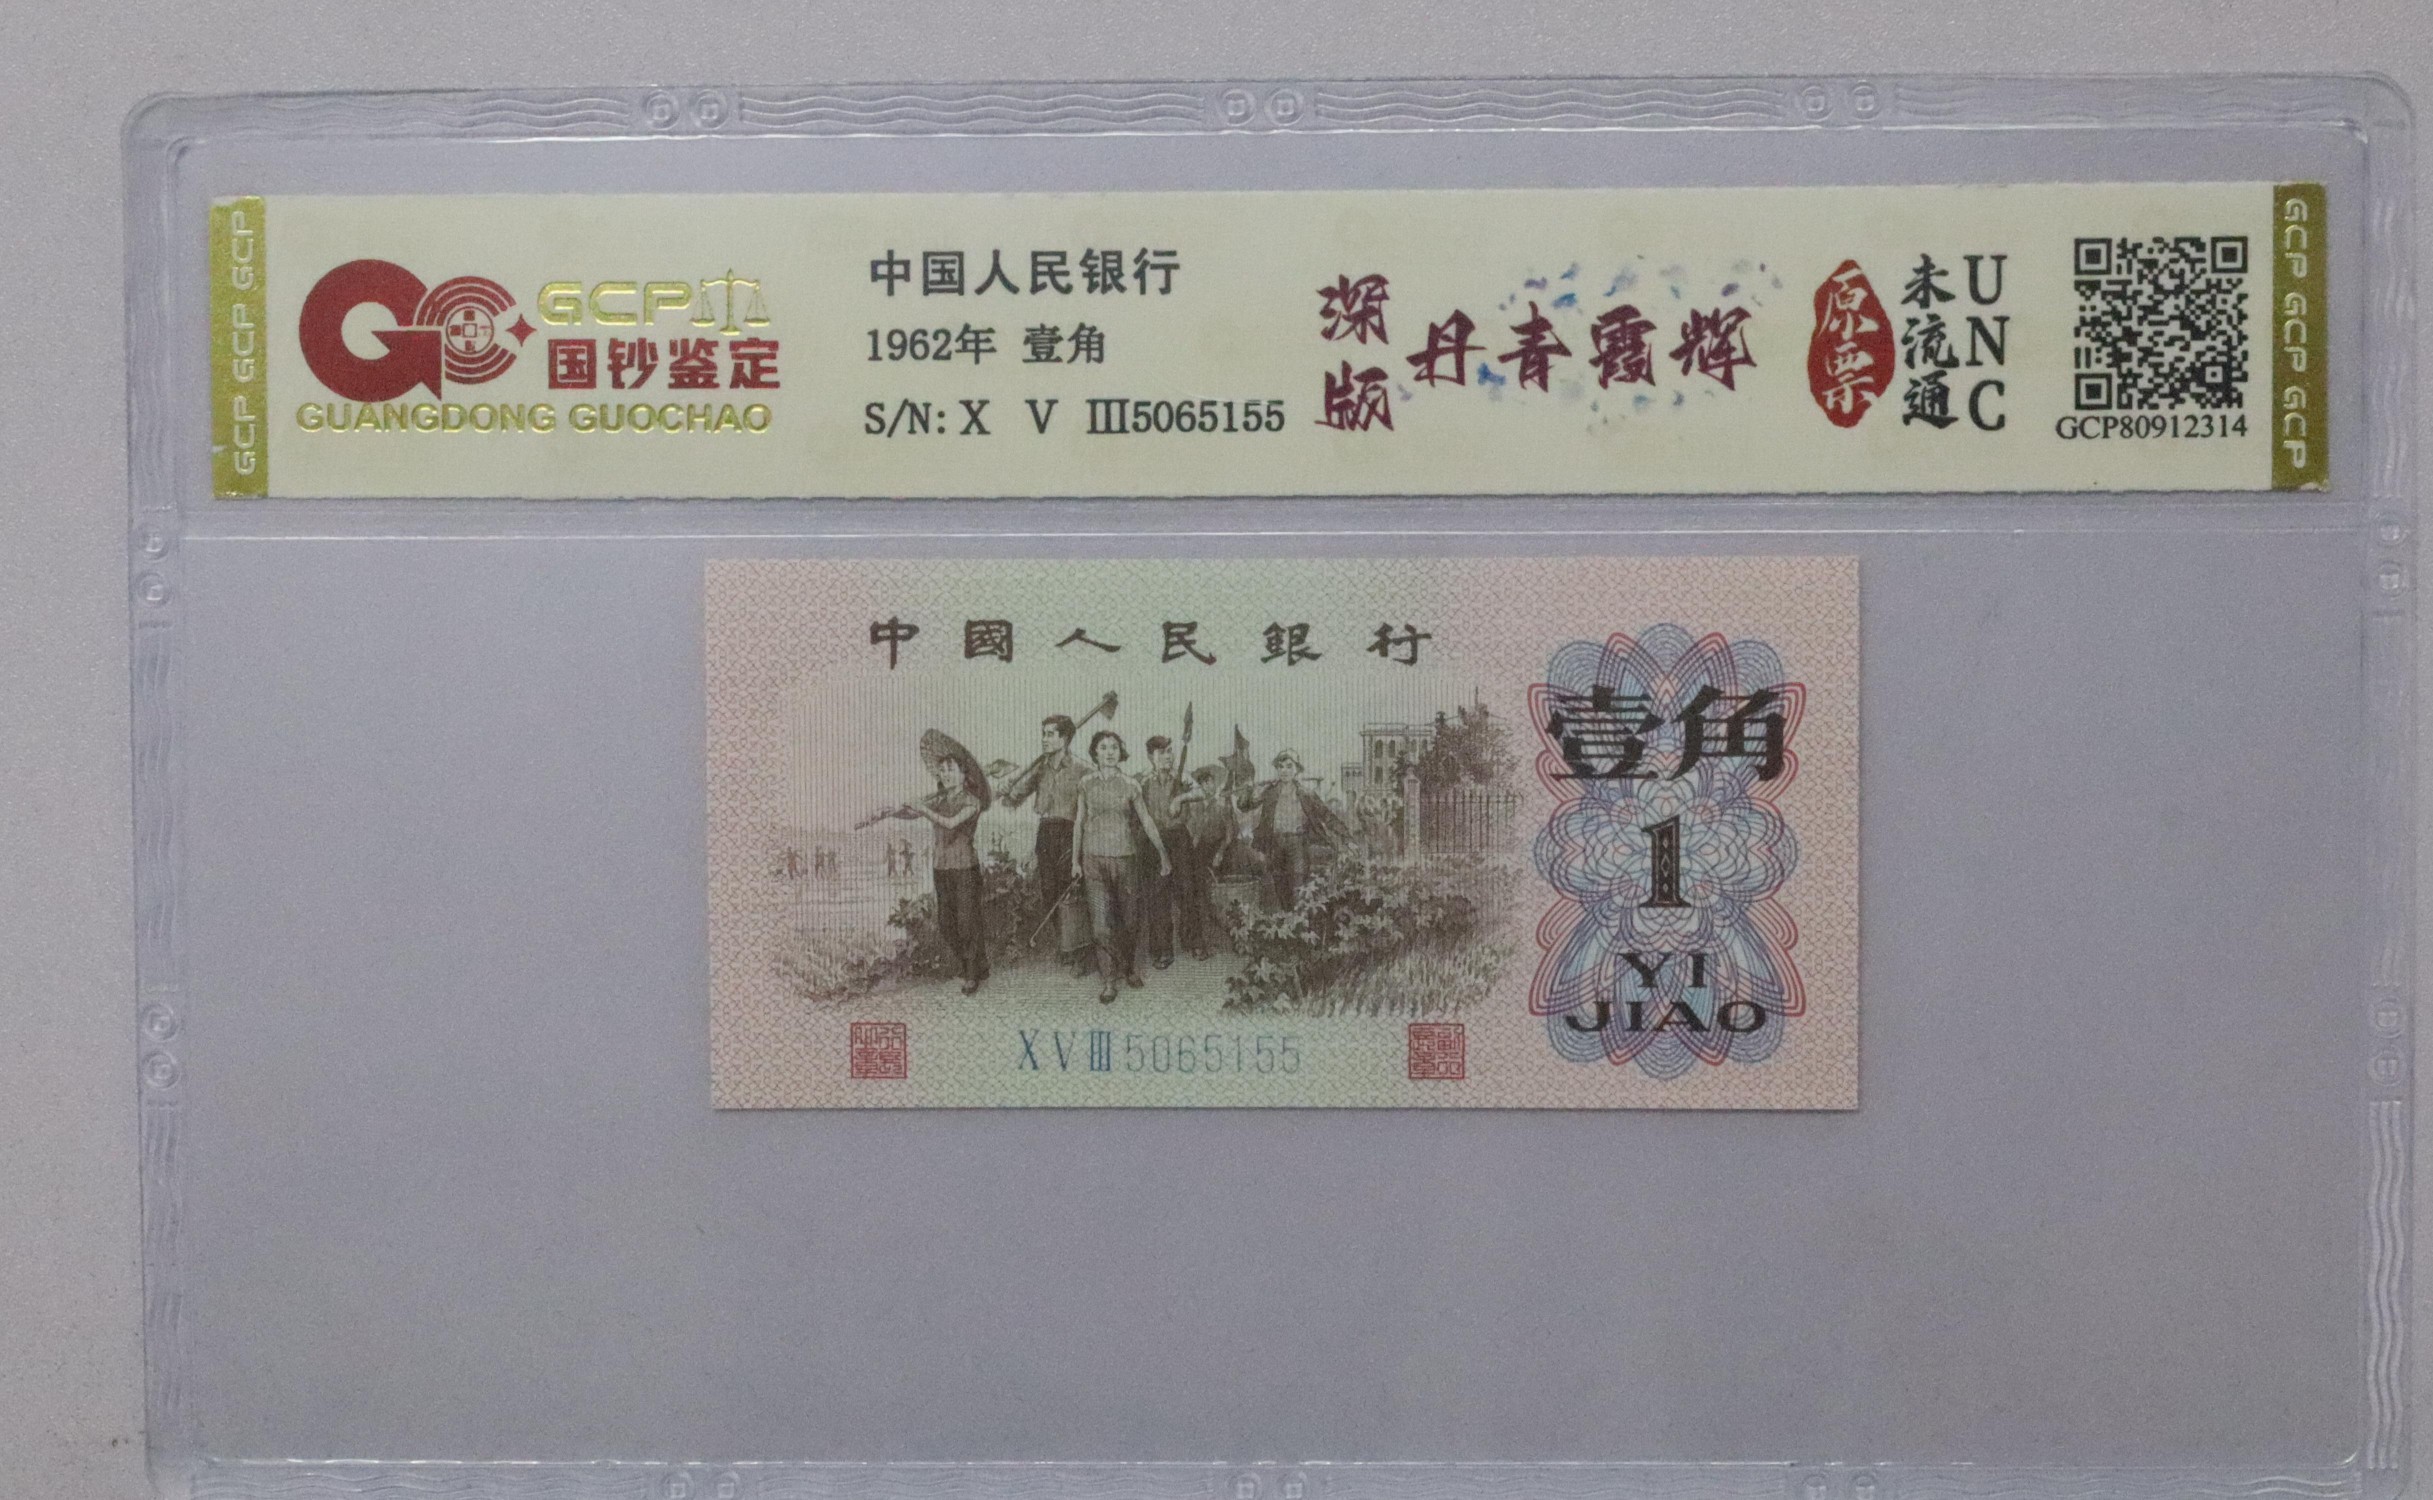 GCP GCP GCP
GCP
国钞鉴定
GUANGDONG GUOCHAO
中国人民银行
1962年 壹角
S/N: X V III5065155
深版
丹青霞辉
原票
未流通
UNC
GCP80912314
GCP GCP GCP
中國人民銀行
壹角
1
YI
JIAO
X V III 5065155